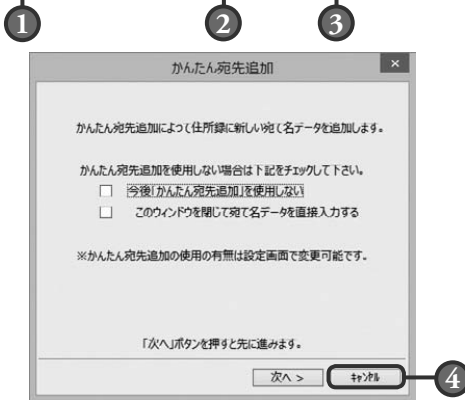 1 2 3
かんたん宛先追加 ×
かんたん宛先追加によって住所録に新しい宛て名データを追加します。
かんたん宛先追加を使用しない場合は下記をチェックして下さい。
今後「かんたん宛先追加」を使用しない
このウィンドウを閉じて宛て名データを直接入力する
※かんたん宛先追加の使用の有無は設定画面で変更可能です。
「次へ」ボタンを押すと先に進みます。
次へ > キャンセル 4